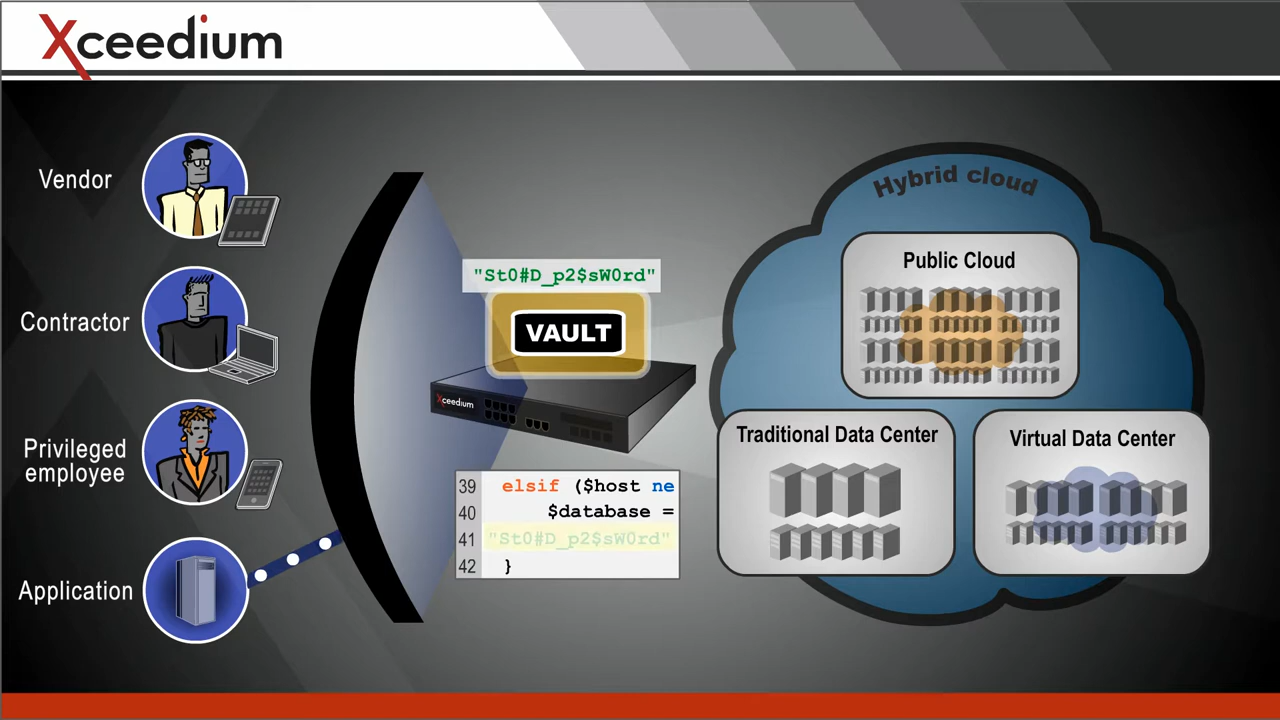 Xceedium
Vendor
Contractor
Privileged
employee
Application
"St0#D_p2$sW0rd"
VAULT
Xceedium
39 elsif ($host ne
40 $database =
41 "St0#D_p2$sW0rd"
42 }
Hybrid cloud
Public Cloud
Traditional Data Center
Virtual Data Center